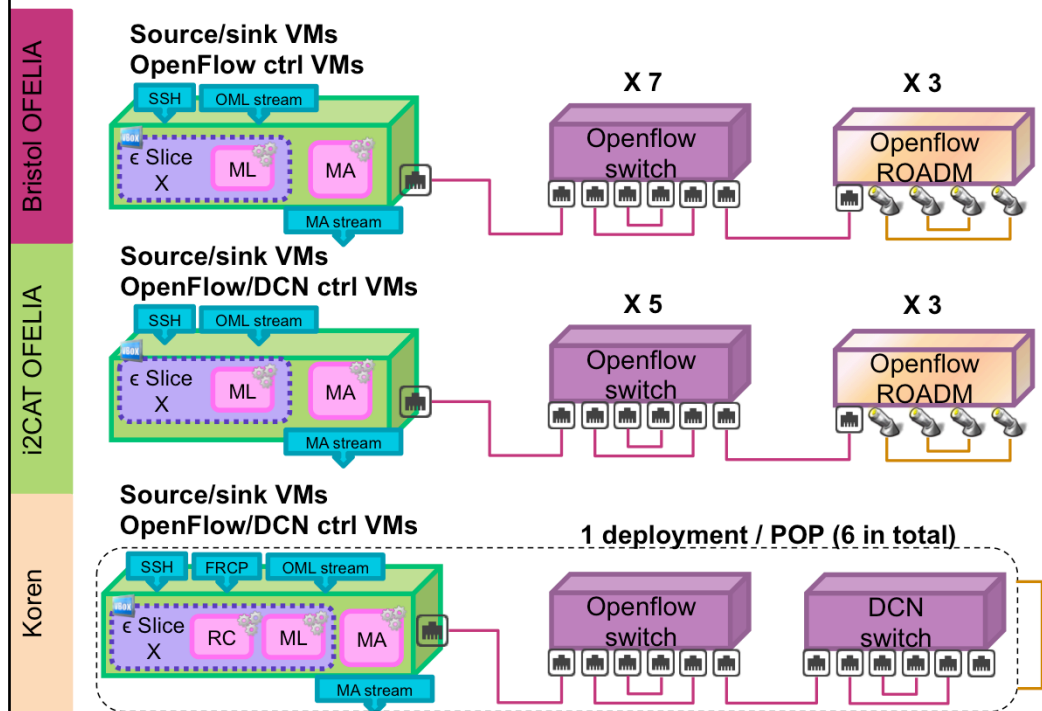 Bristol OFELIA
Source/sink VMs
OpenFlow ctrl VMs
SSH
OML stream
vBox
ϵ Slice
X
ML
MA
MA stream
X 7
Openflow
switch
X 3
Openflow
ROADM
i2CAT OFELIA
Source/sink VMs
OpenFlow/DCN ctrl VMs
SSH
OML stream
vBox
ϵ Slice
X
ML
MA
MA stream
X 5
Openflow
switch
X 3
Openflow
ROADM
Koren
Source/sink VMs
OpenFlow/DCN ctrl VMs
1 deployment / POP (6 in total)
SSH
FRCP
OML stream
vBox
ϵ Slice
X
RC
ML
MA
MA stream
Openflow
switch
DCN
switch